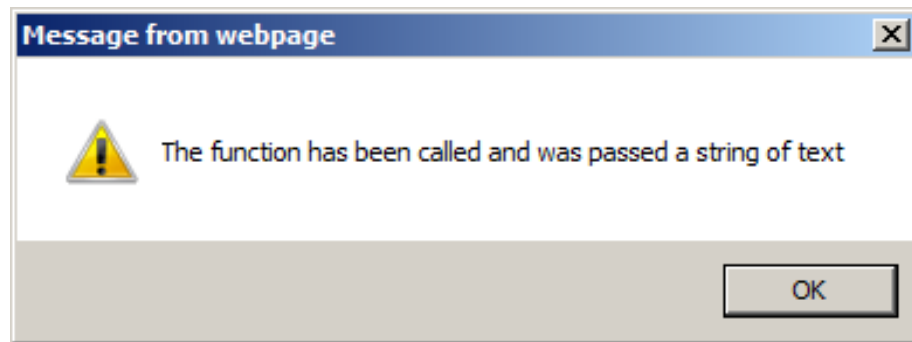 Message from webpage
The function has been called and was passed a string of text
OK